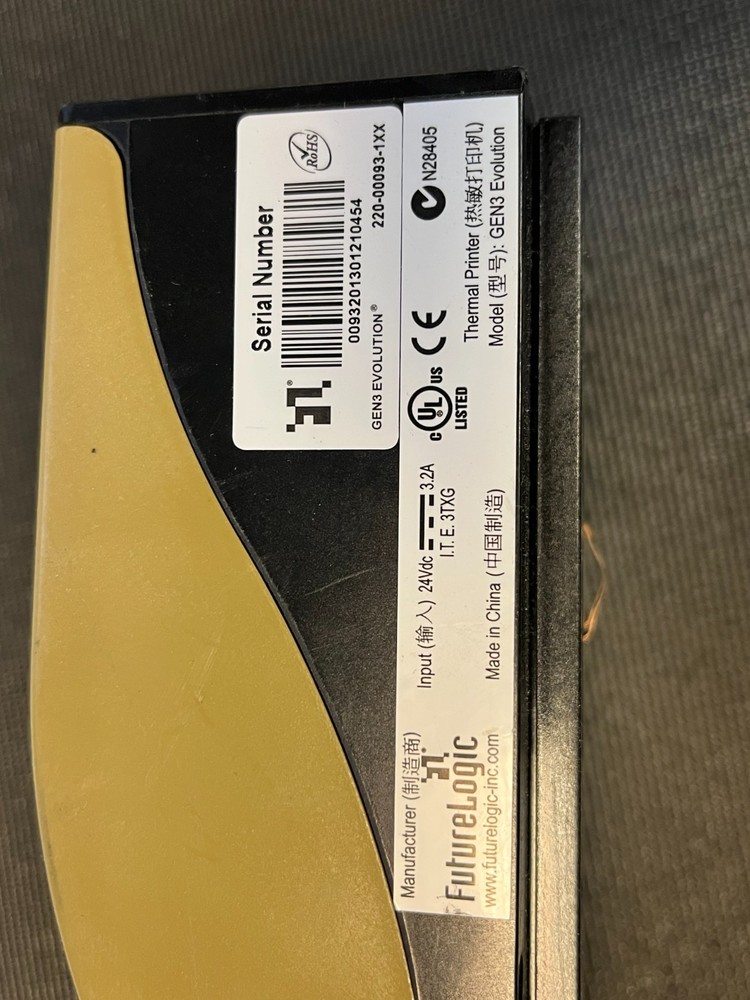 Serial Number
RoHS
0093201301210454
GEN3 EVOLUTION® 220-00093-1XX
Manufacturer (制造商)
FutureLogic®
www.futurelogic-inc.com
Input (输入) 24Vdc 3.2A
I.T.E. 3TXG
Made in China (中国制造)
c UL® US
LISTED
CE
N28405
Thermal Printer (热敏打印机)
Model (型号): GEN3 Evolution